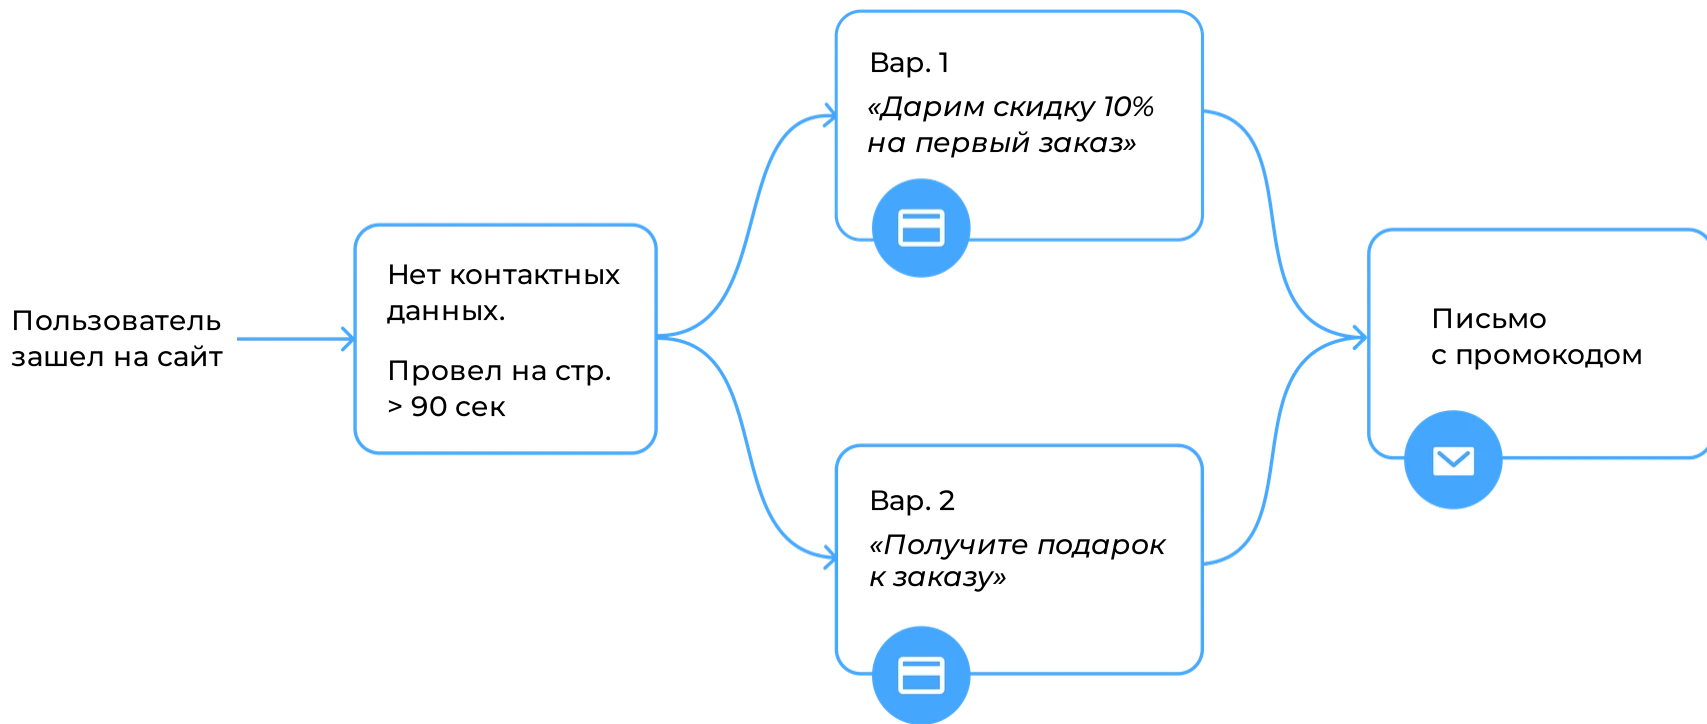 Пользователь
зашел на сайт
Нет контактных
данных.
Провел на стр.
> 90 сек
Вар. 1
«Дарим скидку 10%
на первый заказ»
Вар. 2
«Получите подарок
к заказу»
Письмо
с промокодом